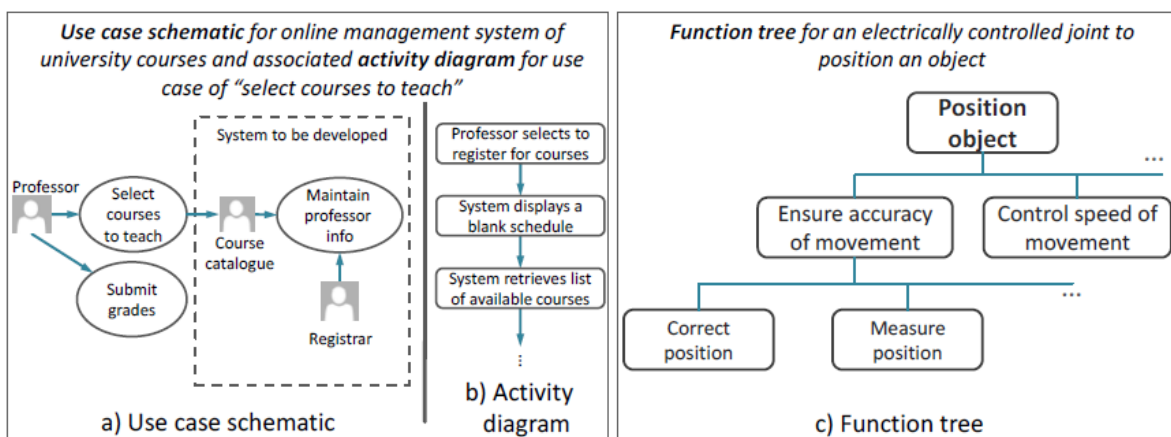 Use case schematic for online management system of
university courses and associated activity diagram for use
case of “select courses to teach”
System to be developed
Professor
Select
courses
to teach
Course
catalogue
Maintain
professor
info
Submit
grades
Registrar
a) Use case schematic
Professor selects to
register for courses
System displays a
blank schedule
System retrieves list
of available courses
...
b) Activity
diagram
Function tree for an electrically controlled joint to
position an object
Position
object
...
Ensure accuracy
of movement
Control speed of
movement
...
Correct
position
Measure
position
c) Function tree